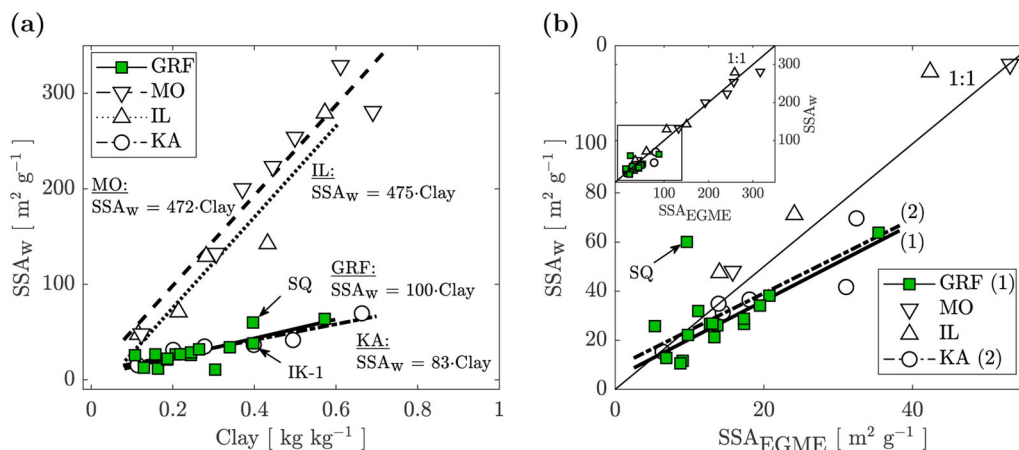 (a)
300
200
100
0
SSAw [ m² g⁻¹ ]
GRF
MO
IL
KA
MO:
SSAw = 472·Clay
IL:
SSAw = 475·Clay
SQ
GRF:
SSAw = 100·Clay
KA:
SSAw = 83·Clay
IK-1
0 0.2 0.4 0.6 0.8 1
Clay [ kg kg⁻¹ ]
(b)
0
100
80
60
40
20
0
SSAw [ m² g⁻¹ ]
1:1
300
200
100
SSAw
0 100 200 300
SSAEGME
1:1
SQ
(2)
(1)
GRF (1)
MO
IL
KA (2)
0 20 40
SSAEGME [ m² g⁻¹ ]